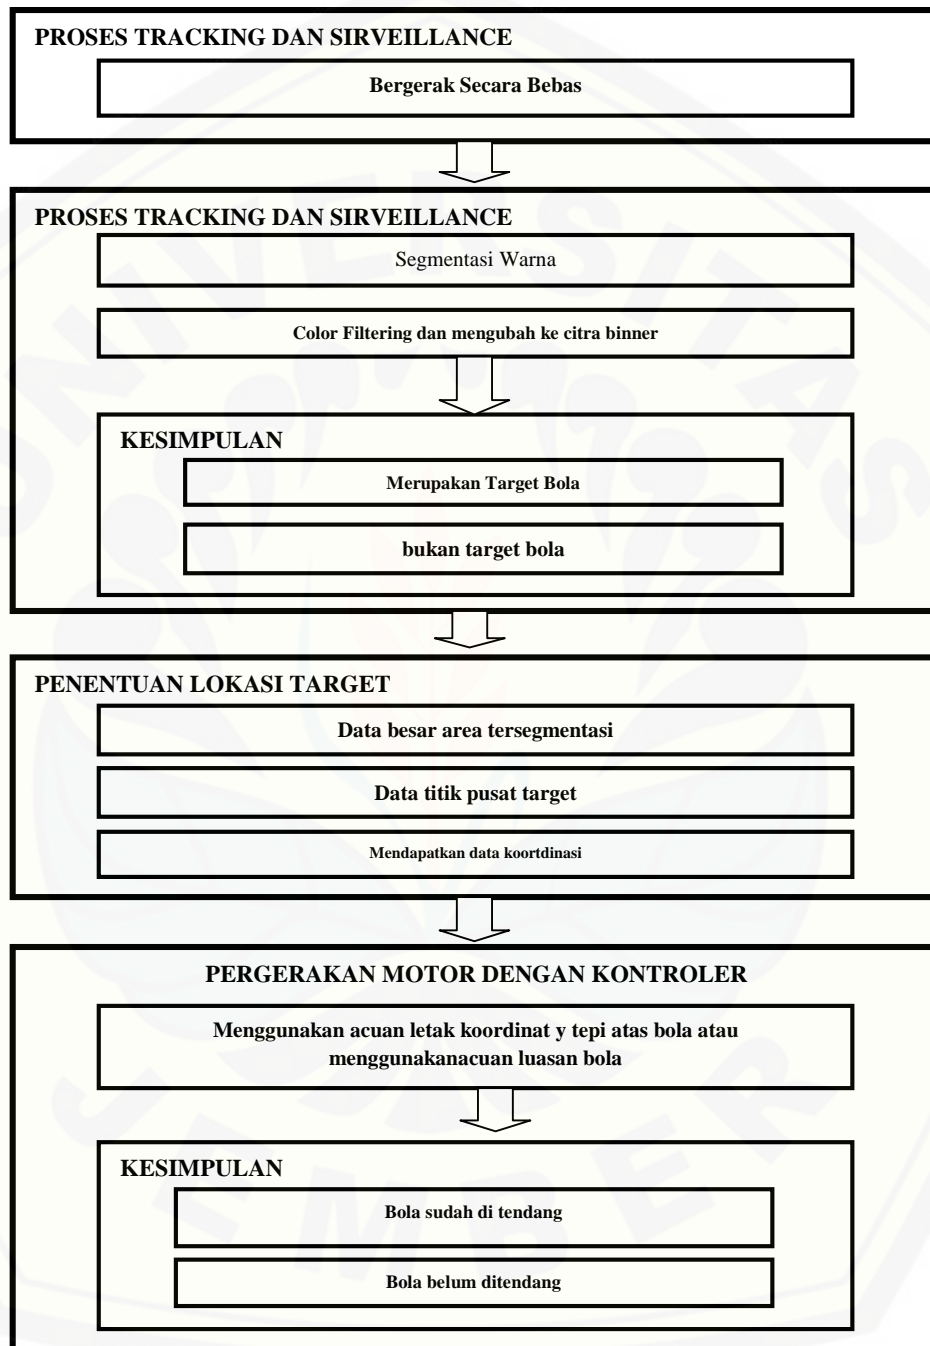 PROSES TRACKING DAN SIRVEILLANCE
Bergerak Secara Bebas
PROSES TRACKING DAN SIRVEILLANCE
Segmentasi Warna
Color Filtering dan mengubah ke citra binner
KESIMPULAN
Merupakan Target Bola
bukan target bola
PENENTUAN LOKASI TARGET
Data besar area tersegmentasi
Data titik pusat target
Mendapatkan data koortdinasi
PERGERAKAN MOTOR DENGAN KONTROLER
Menggunakan acuan letak koordinat y tepi atas bola atau
menggunakanacuan luasan bola
KESIMPULAN
Bola sudah di tendang
Bola belum ditendang
UNIVERSITAS
JEMBER